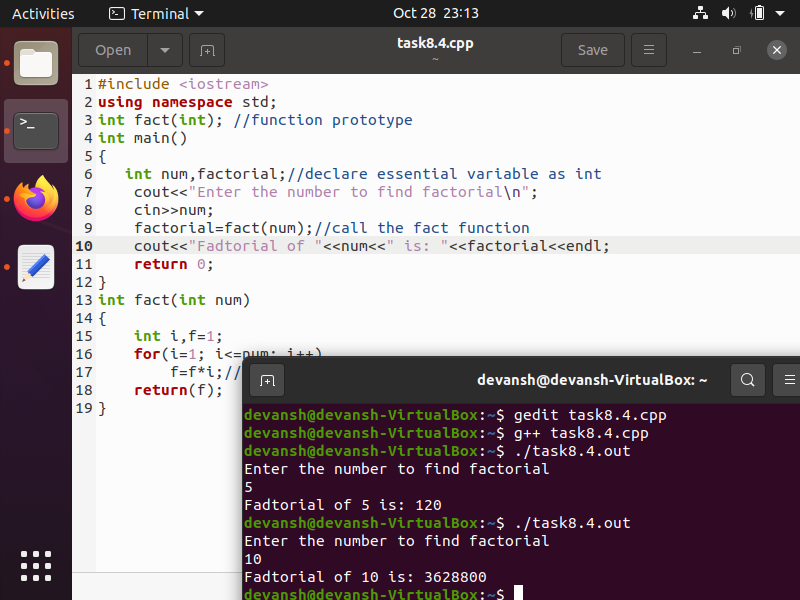 Activities Terminal Oct 28 23:13
Open task8.4.cpp Save
~
1 #include <iostream>
2 using namespace std;
3 int fact(int); //function prototype
4 int main()
5 {
6    int num,factorial;//declare essential variable as int
7     cout<<"Enter the number to find factorial\n";
8     cin>>num;
9     factorial=fact(num);//call the fact function
10     cout<<"Fadtorial of "<<num<<" is: "<<factorial<<endl;
11     return 0;
12 }
13 int fact(int num)
14 {
15     int i,f=1;
16     for(i=1; i<=num; i++)
17         f=f*i;//
18     return(f);
19 }
>_
devansh@devansh-VirtualBox: ~
devansh@devansh-VirtualBox:~$ gedit task8.4.cpp
devansh@devansh-VirtualBox:~$ g++ task8.4.cpp
devansh@devansh-VirtualBox:~$ ./task8.4.out
Enter the number to find factorial
5
Fadtorial of 5 is: 120
devansh@devansh-VirtualBox:~$ ./task8.4.out
Enter the number to find factorial
10
Fadtorial of 10 is: 3628800
devansh@devansh-VirtualBox:~$